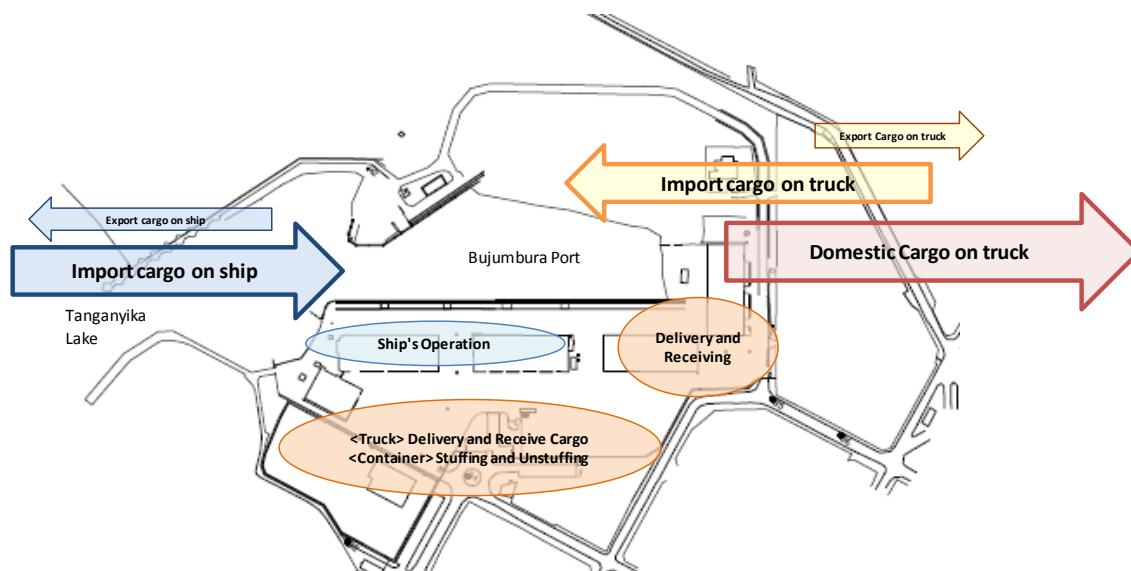 Export Cargo on truck
Import cargo on truck
Export cargo on ship
Import cargo on ship
Bujumbura Port
Domestic Cargo on truck
Tanganyika
Lake
Ship's Operation
Delivery and
Receiving
<Truck> Delivery and Receive Cargo
<Container> Stuffing and Unstuffing